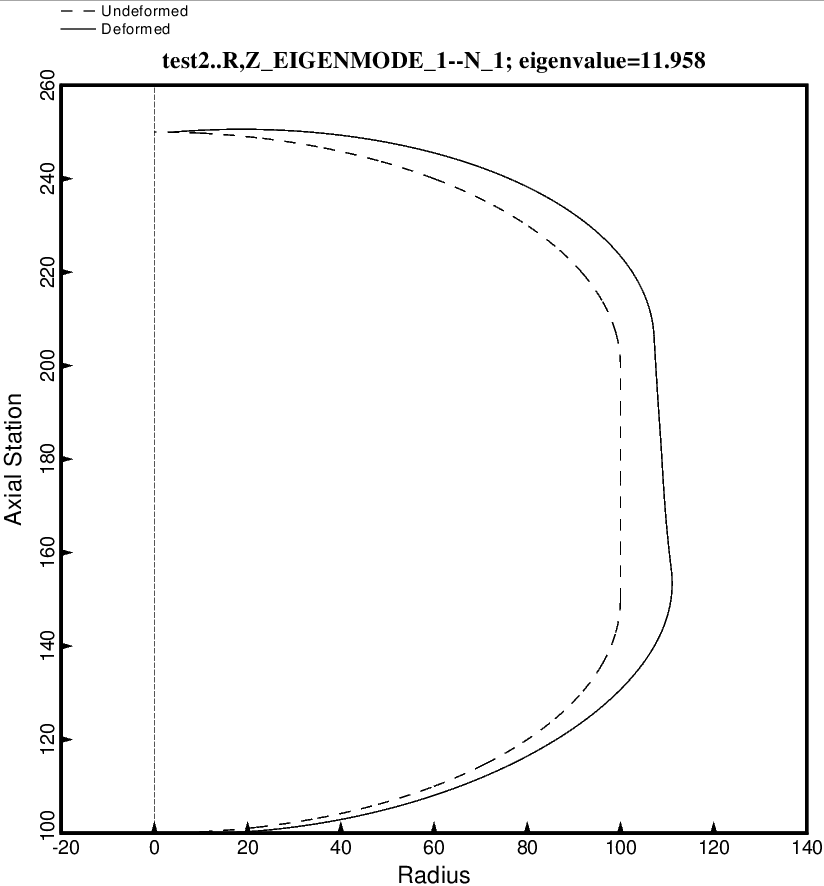 Undeformed
Deformed
test2..R,Z_EIGENMODE_1--N_1; eigenvalue=11.958
260
240
220
200
180
160
140
120
100
Axial Station
-20 0 20 40 60 80 100 120 140
Radius